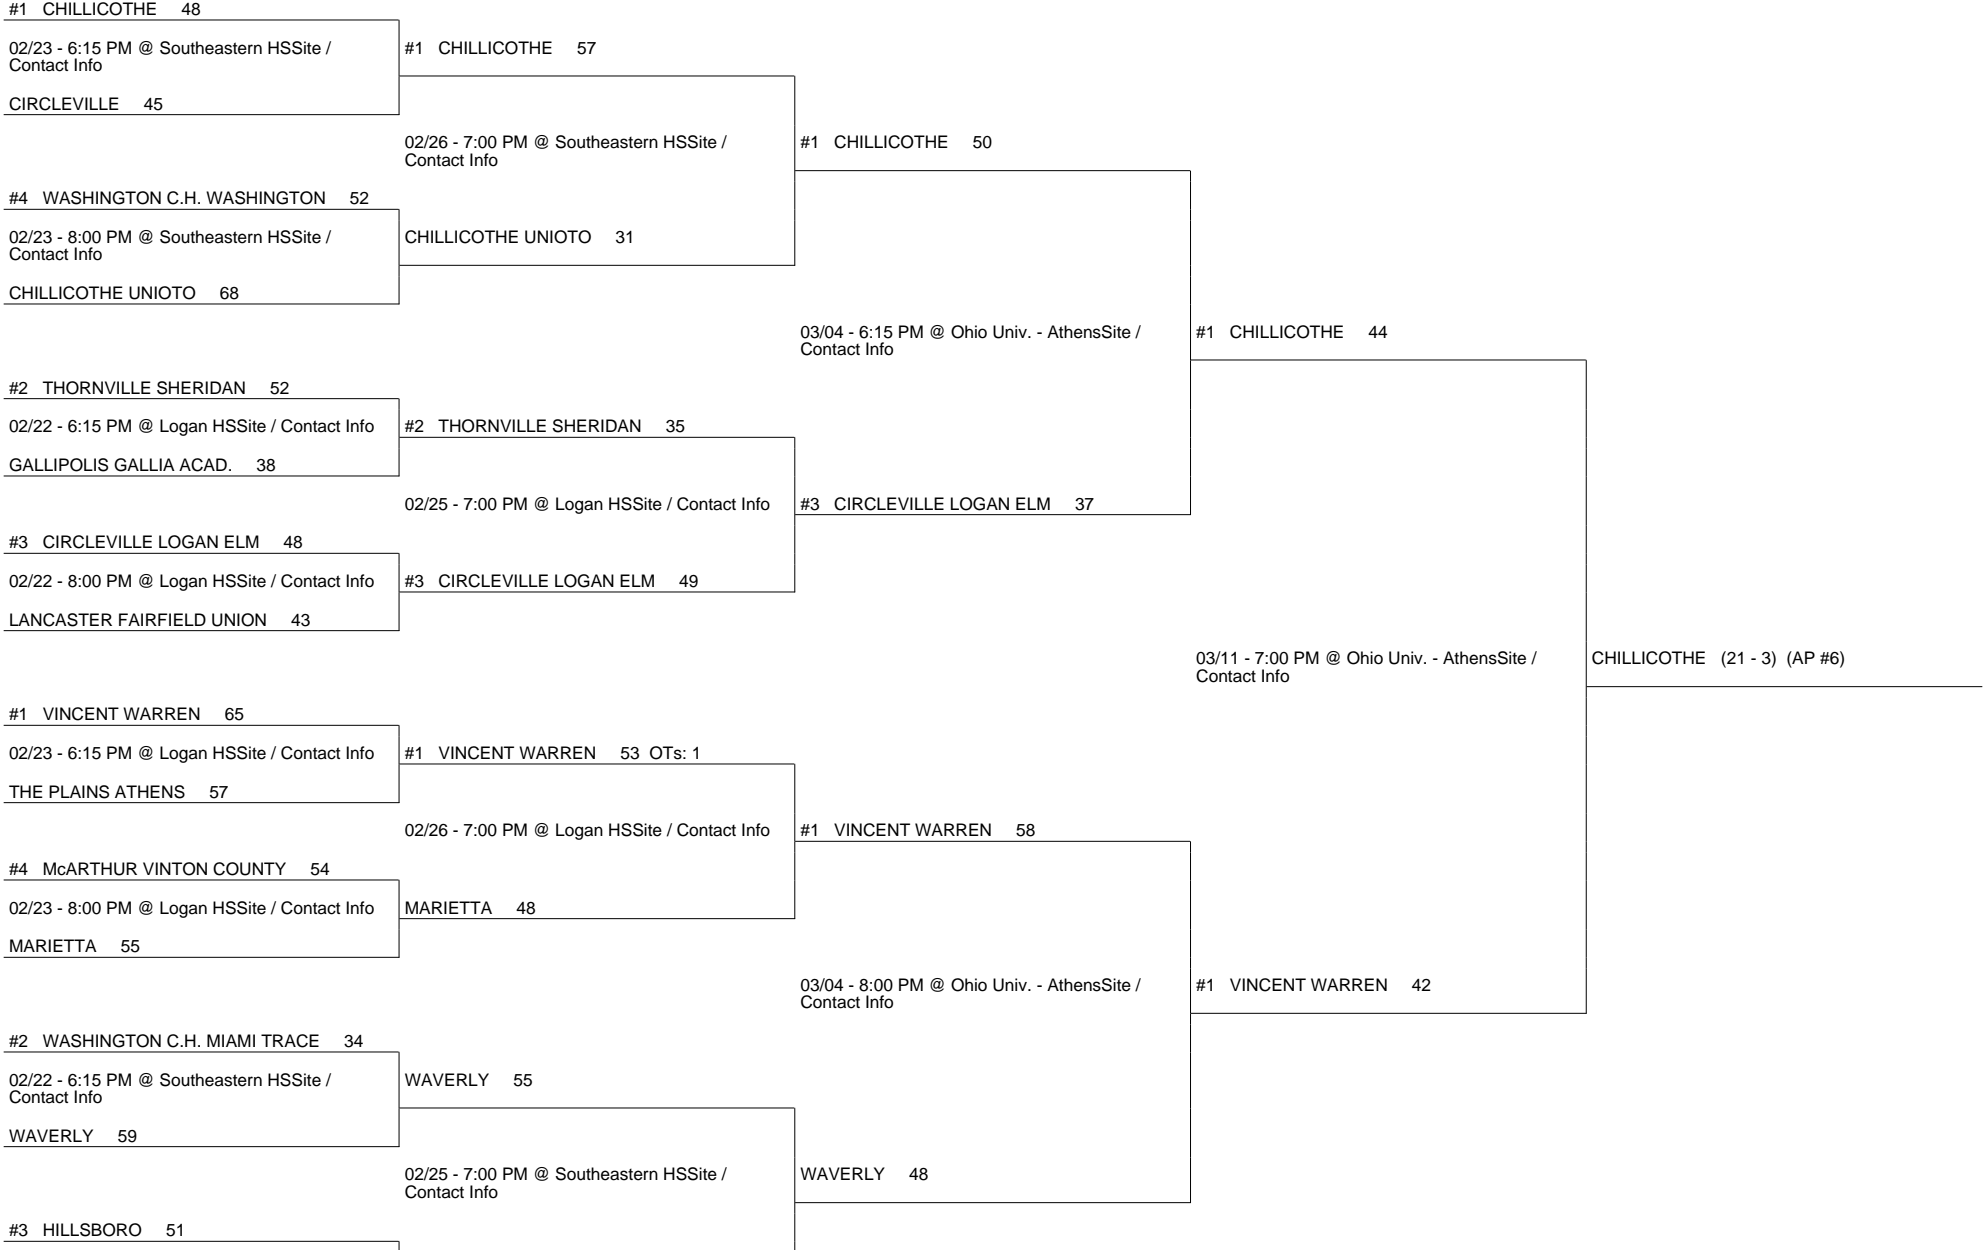 #1 CHILLICOTHE 48
02/23 - 6:15 PM @ Southeastern HSSite /
Contact Info
CIRCLEVILLE 45
#4 WASHINGTON C.H. WASHINGTON 52
02/23 - 8:00 PM @ Southeastern HSSite /
Contact Info
CHILLICOTHE UNIOTO 68
#2 THORNVILLE SHERIDAN 52
02/22 - 6:15 PM @ Logan HSSite / Contact Info
GALLIPOLIS GALLIA ACAD. 38
#3 CIRCLEVILLE LOGAN ELM 48
02/22 - 8:00 PM @ Logan HSSite / Contact Info
LANCASTER FAIRFIELD UNION 43
#1 VINCENT WARREN 65
02/23 - 6:15 PM @ Logan HSSite / Contact Info
THE PLAINS ATHENS 57
#4 McARTHUR VINTON COUNTY 54
02/23 - 8:00 PM @ Logan HSSite / Contact Info
MARIETTA 55
#2 WASHINGTON C.H. MIAMI TRACE 34
02/22 - 6:15 PM @ Southeastern HSSite /
Contact Info
WAVERLY 59
#3 HILLSBORO 51
#1 CHILLICOTHE 57
02/26 - 7:00 PM @ Southeastern HSSite /
Contact Info
CHILLICOTHE UNIOTO 31
#2 THORNVILLE SHERIDAN 35
02/25 - 7:00 PM @ Logan HSSite / Contact Info
#3 CIRCLEVILLE LOGAN ELM 49
#1 VINCENT WARREN 53 OTs: 1
02/26 - 7:00 PM @ Logan HSSite / Contact Info
MARIETTA 48
WAVERLY 55
02/25 - 7:00 PM @ Southeastern HSSite /
Contact Info
#1 CHILLICOTHE 50
03/04 - 6:15 PM @ Ohio Univ. - AthensSite /
Contact Info
#3 CIRCLEVILLE LOGAN ELM 37
#1 VINCENT WARREN 58
03/04 - 8:00 PM @ Ohio Univ. - AthensSite /
Contact Info
WAVERLY 48
#1 CHILLICOTHE 44
03/11 - 7:00 PM @ Ohio Univ. - AthensSite /
Contact Info
#1 VINCENT WARREN 42
CHILLICOTHE (21 - 3) (AP #6)